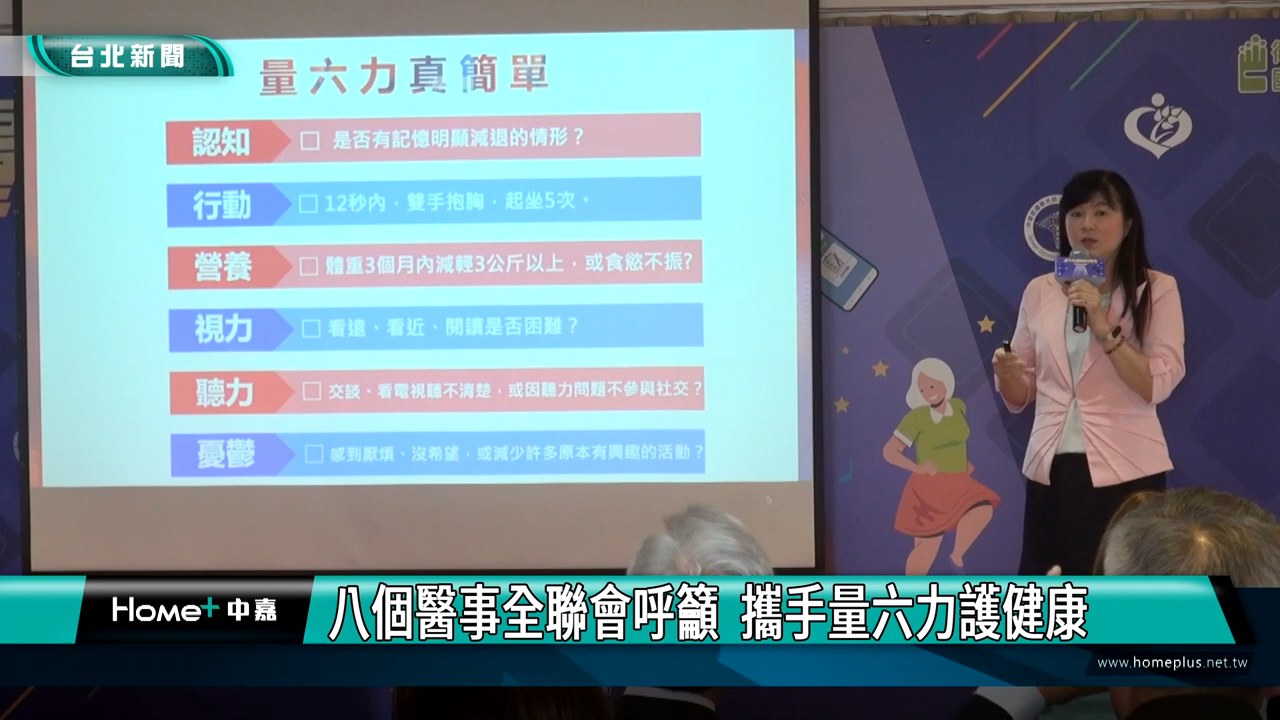 台北新聞
量六力真簡單
認知 □ 是否有記憶明顯減退的情形？
行動 □ 12秒內，雙手抱胸，起坐5次。
營養 □ 體重3個月內減輕3公斤以上，或食慾不振?
視力 □ 看遠、看近、閱讀是否困難？
聽力 □ 交談、看電視聽不清楚，或因聽力問題不參與社交？
憂鬱 □ 感到厭煩、沒希望，或減少許多原本有興趣的活動？
Home+ 中嘉
八個醫事全聯會呼籲 攜手量六力護健康
www.homeplus.net.tw